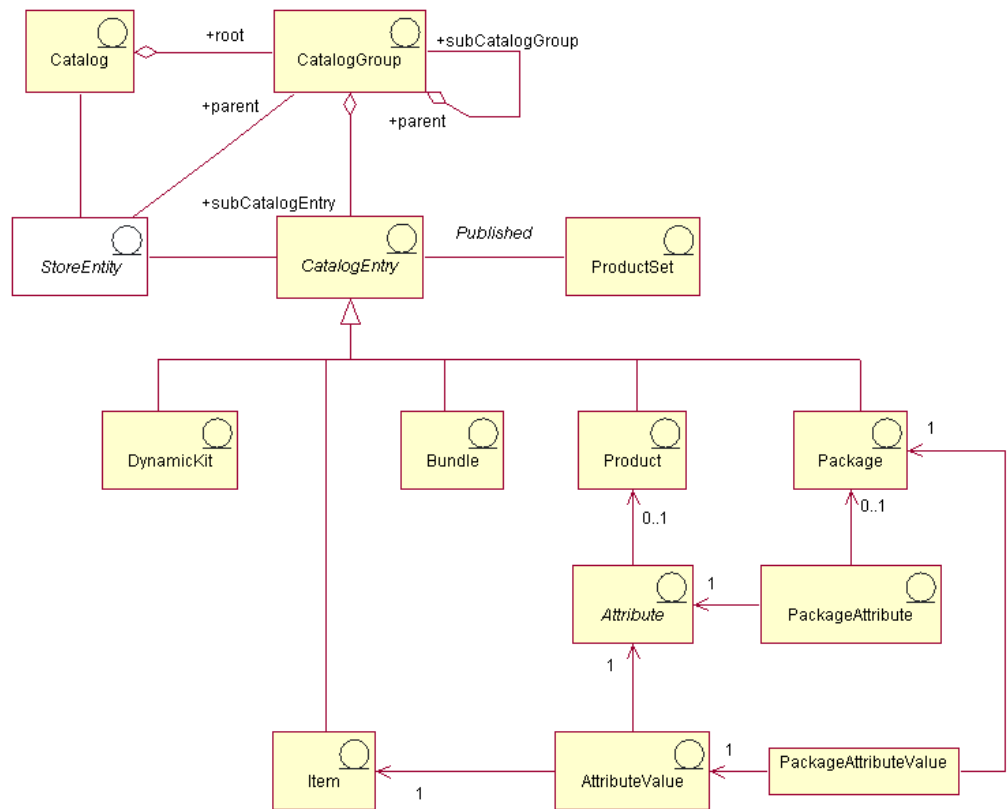 +root
+subCatalogGroup
Catalog
CatalogGroup
+parent
+parent
+subCatalogEntry
Published
StoreEntity
CatalogEntry
ProductSet
1
DynamicKit
Bundle
Product
Package
0..1
0..1
1
Attribute
PackageAttribute
1
1
PackageAttributeValue
Item
AttributeValue
1